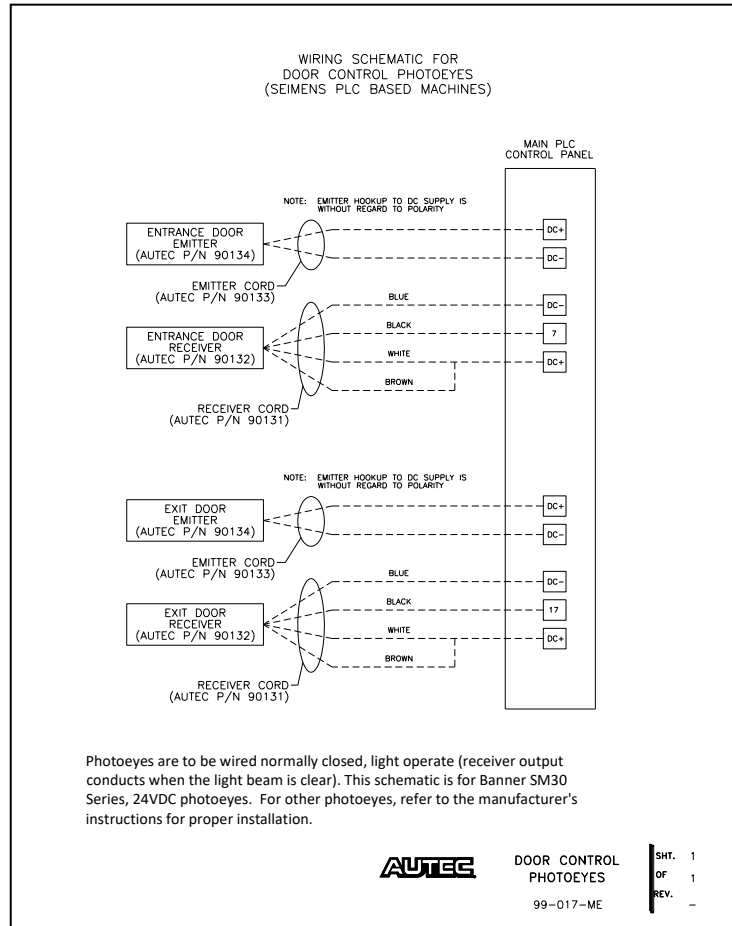 WIRING SCHEMATIC FOR
DOOR CONTROL PHOTOEYES
(SEIMENS PLC BASED MACHINES)
MAIN PLC
CONTROL PANEL
NOTE: EMITTER HOOKUP TO DC SUPPLY IS
WITHOUT REGARD TO POLARITY
ENTRANCE DOOR
EMITTER
(AUTEC P/N 90134)
DC+
DC-
EMITTER CORD
(AUTEC P/N 90133)
BLUE
DC-
BLACK
7
ENTRANCE DOOR
RECEIVER
(AUTEC P/N 90132)
WHITE
DC+
BROWN
RECEIVER CORD
(AUTEC P/N 90131)
NOTE: EMITTER HOOKUP TO DC SUPPLY IS
WITHOUT REGARD TO POLARITY
EXIT DOOR
EMITTER
(AUTEC P/N 90134)
DC+
DC-
EMITTER CORD
(AUTEC P/N 90133)
BLUE
DC-
BLACK
17
EXIT DOOR
RECEIVER
(AUTEC P/N 90132)
WHITE
DC+
BROWN
RECEIVER CORD
(AUTEC P/N 90131)
Photoeyes are to be wired normally closed, light operate (receiver output
conducts when the light beam is clear). This schematic is for Banner SM30
Series, 24VDC photoeyes. For other photoeyes, refer to the manufacturer's
instructions for proper installation.
AUTEC
DOOR CONTROL
PHOTOEYES
99-017-ME
SHT. 1
OF 1
REV. -